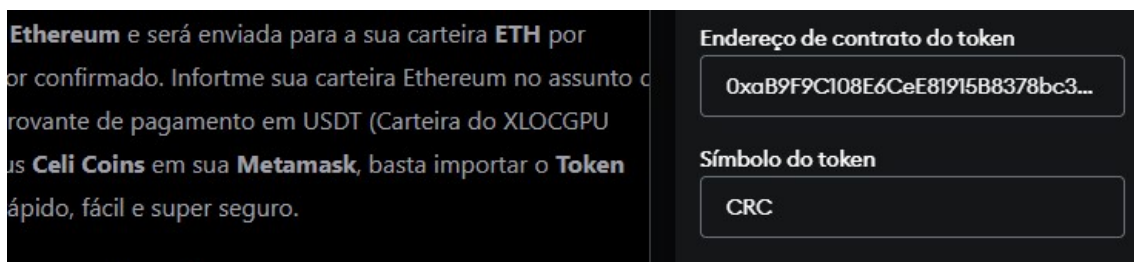 Ethereum e será enviada para a sua carteira ETH por
or confirmado. Infortme sua carteira Ethereum no assunto
rovante de pagamento em USDT (Carteira do XLOCGPU
us Celi Coins em sua Metamask, basta importar o Token
ápido, fácil e super seguro.
Endereço de contrato do token
0xaB9F9C108E6CeE81915B8378bc3...
Símbolo do token
CRC